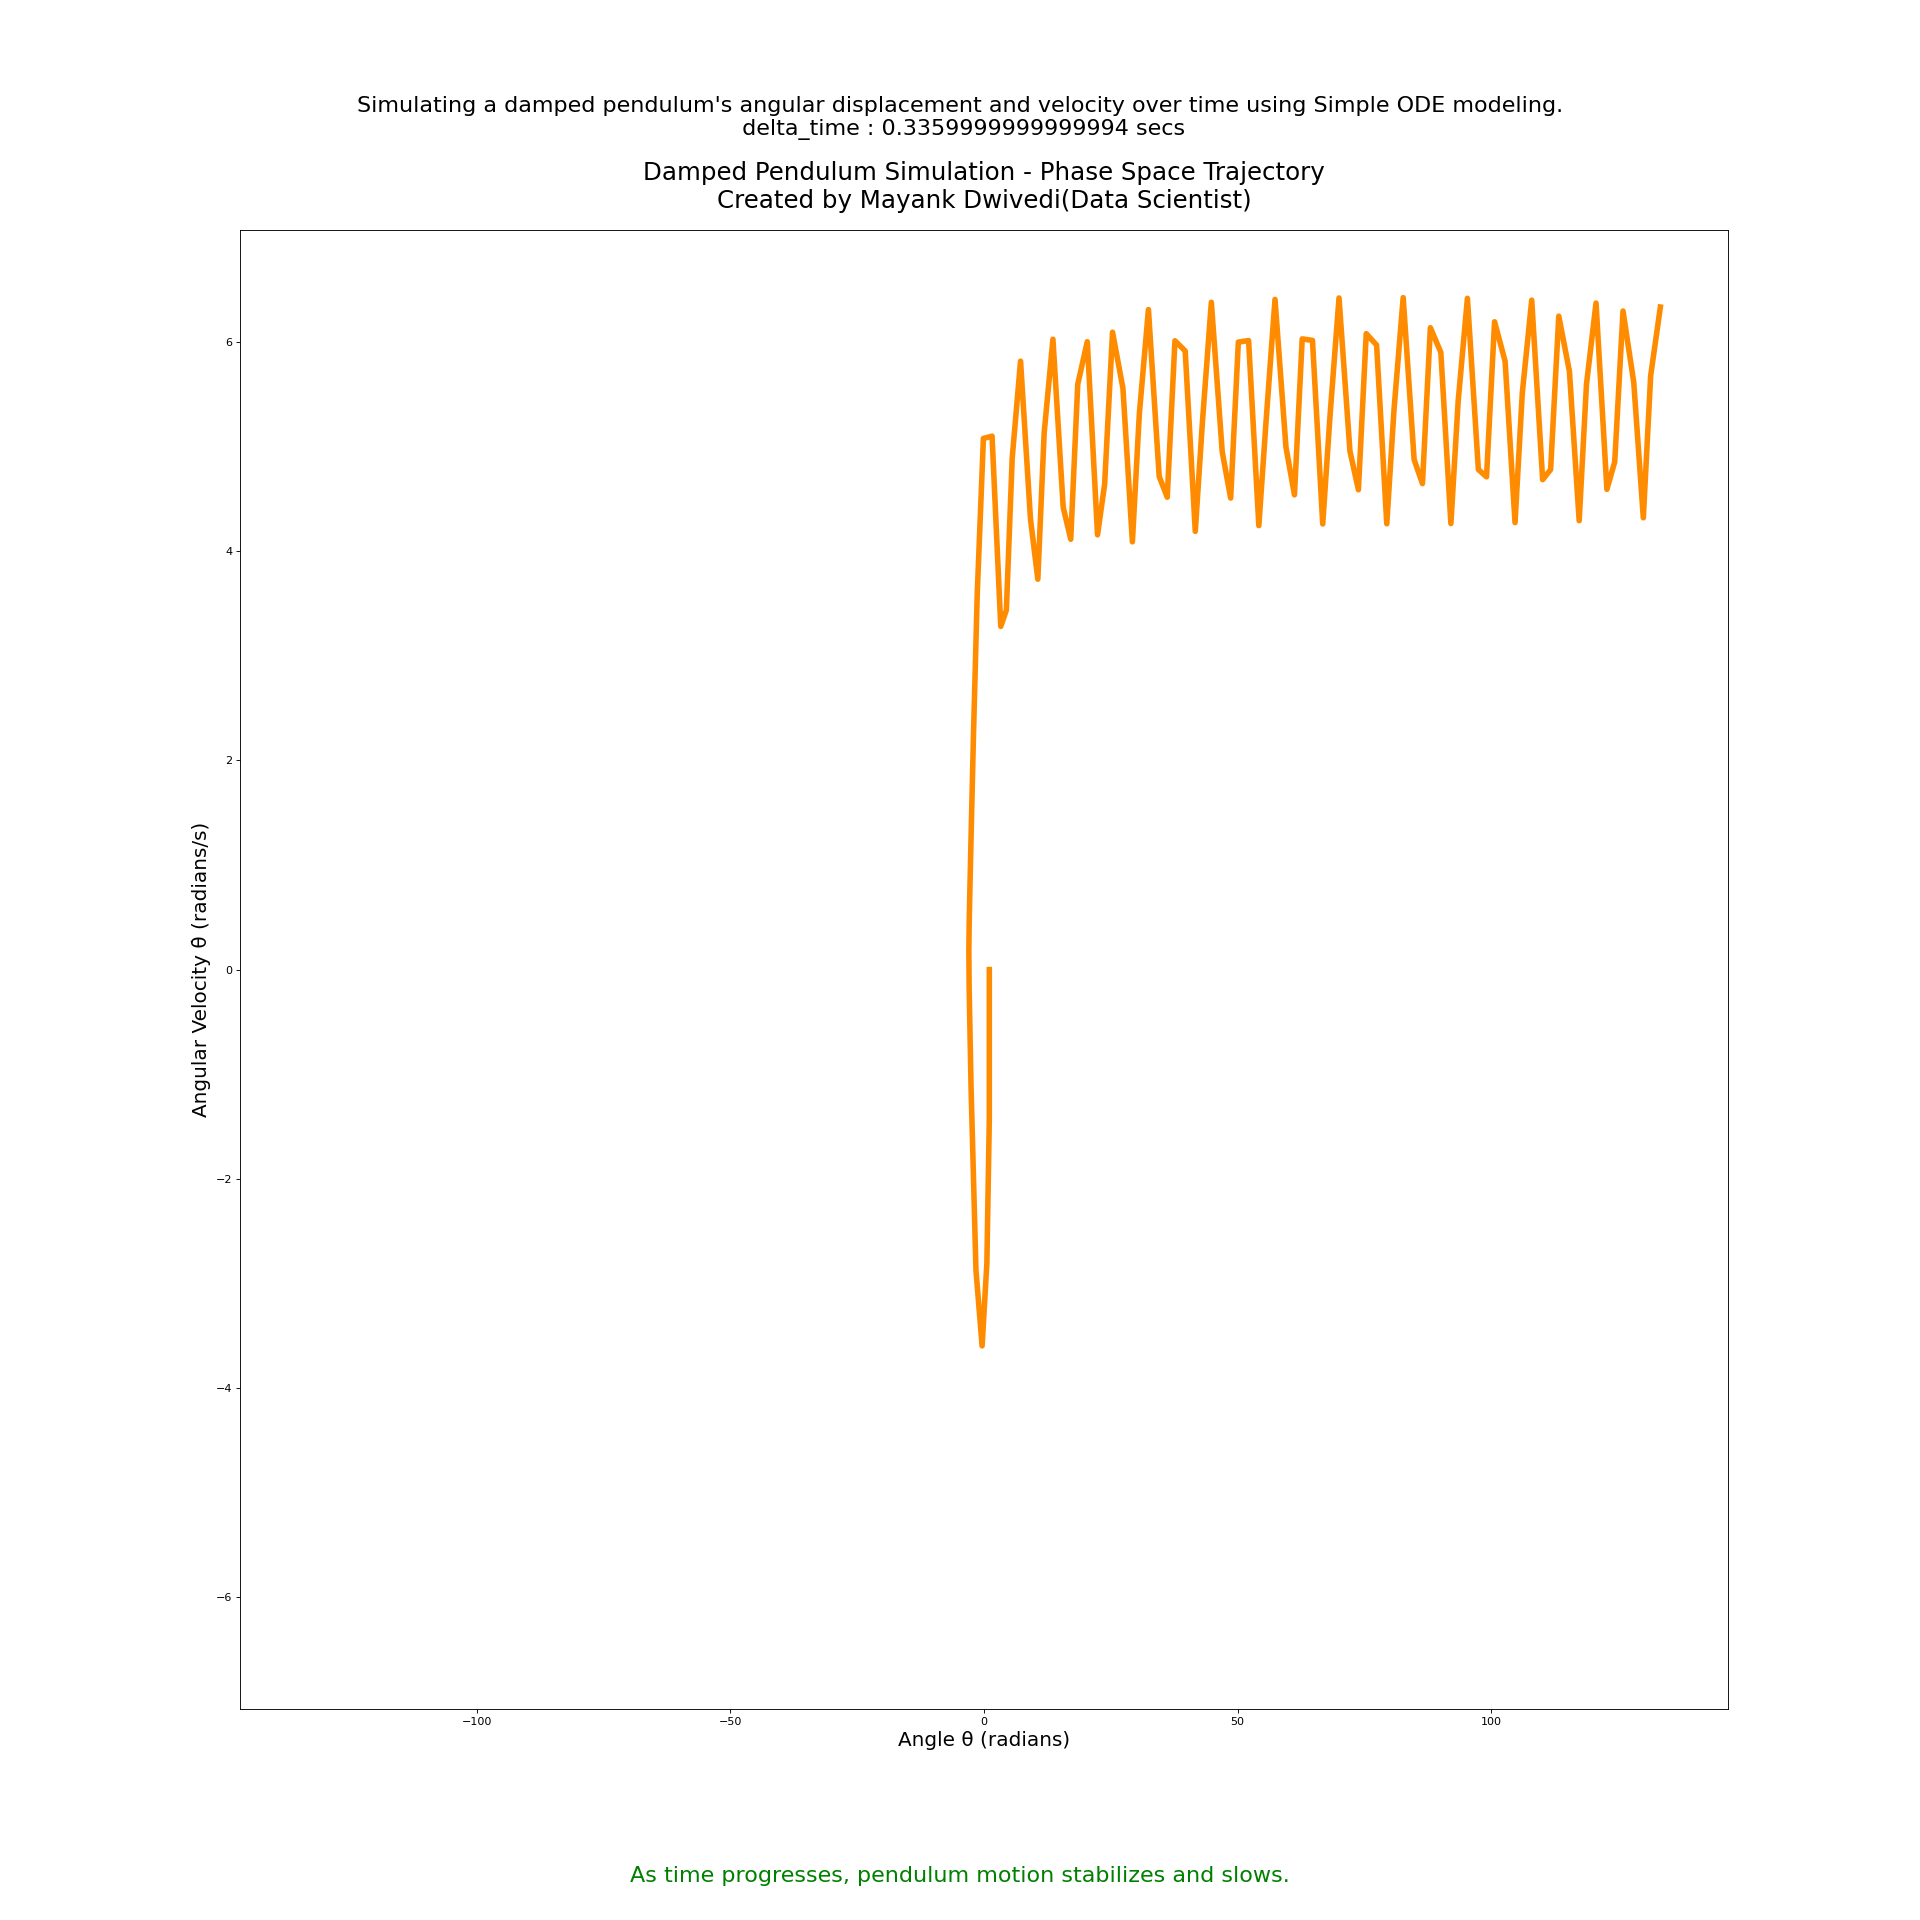 Simulating a damped pendulum's angular displacement and velocity over time using Simple ODE modeling.
delta_time : 0.3359999999999994 secs
Damped Pendulum Simulation - Phase Space Trajectory
Created by Mayank Dwivedi(Data Scientist)
Angular Velocity θ̇ (radians/s)
6
4
2
0
−2
−4
−6
−100
−50
0
50
100
Angle θ (radians)
As time progresses, pendulum motion stabilizes and slows.